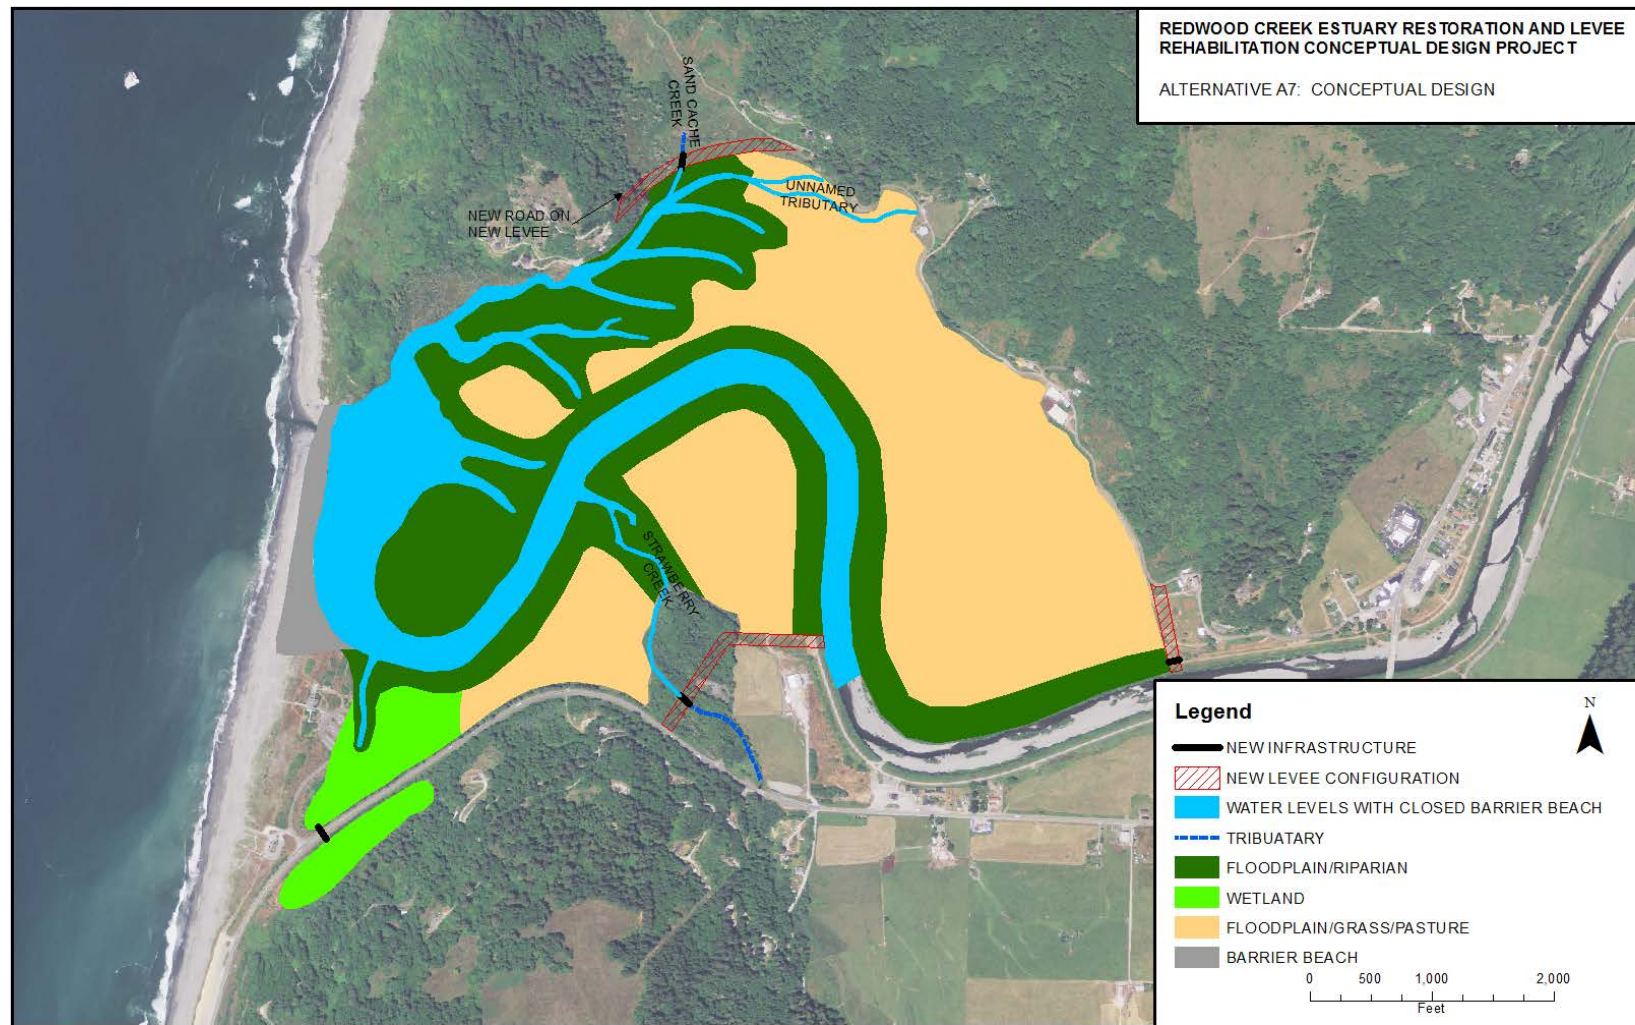 REDWOOD CREEK ESTUARY RESTORATION AND LEVEE
REHABILITATION CONCEPTUAL DESIGN PROJECT
ALTERNATIVE A7: CONCEPTUAL DESIGN
SAND CACHE
CREEK
UNNAMED
TRIBUTARY
NEW ROAD ON
NEW LEVEE
STRAWBERRY
CREEK
Legend
N
NEW INFRASTRUCTURE
NEW LEVEE CONFIGURATION
WATER LEVELS WITH CLOSED BARRIER BEACH
TRIBUATARY
FLOODPLAIN/RIPARIAN
WETLAND
FLOODPLAIN/GRASS/PASTURE
BARRIER BEACH
0 500 1,000 2,000
Feet